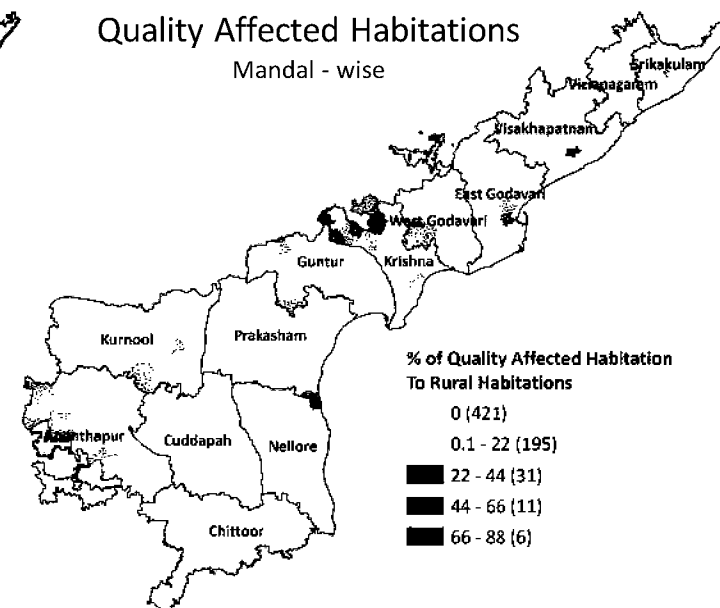 Quality Affected Habitations
Mandal - wise
Srikakulam
Vizianagaram
Visakhapatnam
East Godavari
West Godavari
Guntur
Krishna
Kurnool
Prakasham
Ananthapur
Cuddapah
Nellore
Chittoor
% of Quality Affected Habitation
To Rural Habitations
0 (421)
0.1 - 22 (195)
22 - 44 (31)
44 - 66 (11)
66 - 88 (6)